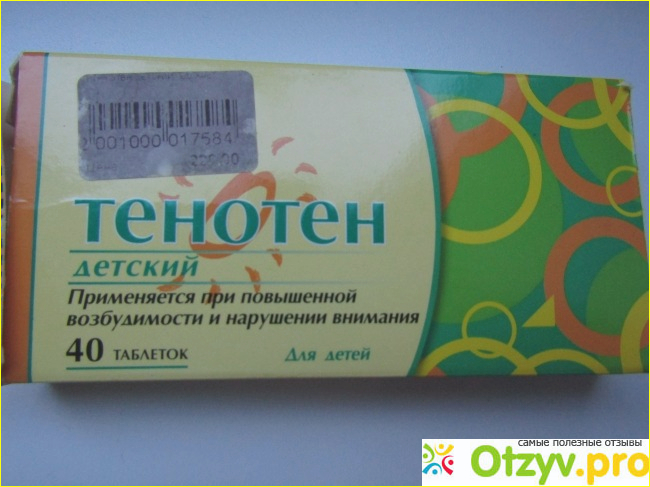 2 001000 017584
ТЕНОТЕН
детский
Применяется при повышенной
возбудимости и нарушении внимания
40 ТАБЛЕТОК
Для детей
самые полезные отзывы
Otzyv.pro